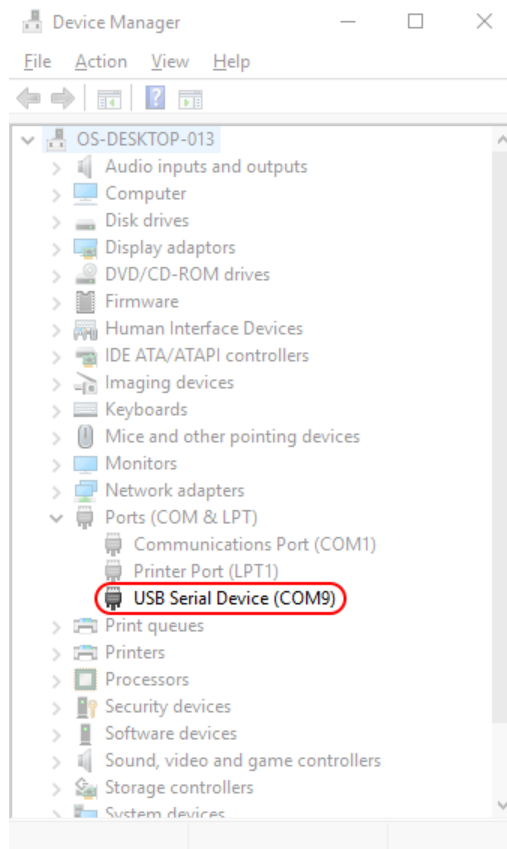 Device Manager
File Action View Help
OS-DESKTOP-013
Audio inputs and outputs
Computer
Disk drives
Display adaptors
DVD/CD-ROM drives
Firmware
Human Interface Devices
IDE ATA/ATAPI controllers
Imaging devices
Keyboards
Mice and other pointing devices
Monitors
Network adapters
Ports (COM & LPT)
Communications Port (COM1)
Printer Port (LPT1)
USB Serial Device (COM9)
Print queues
Printers
Processors
Security devices
Software devices
Sound, video and game controllers
Storage controllers
System devices